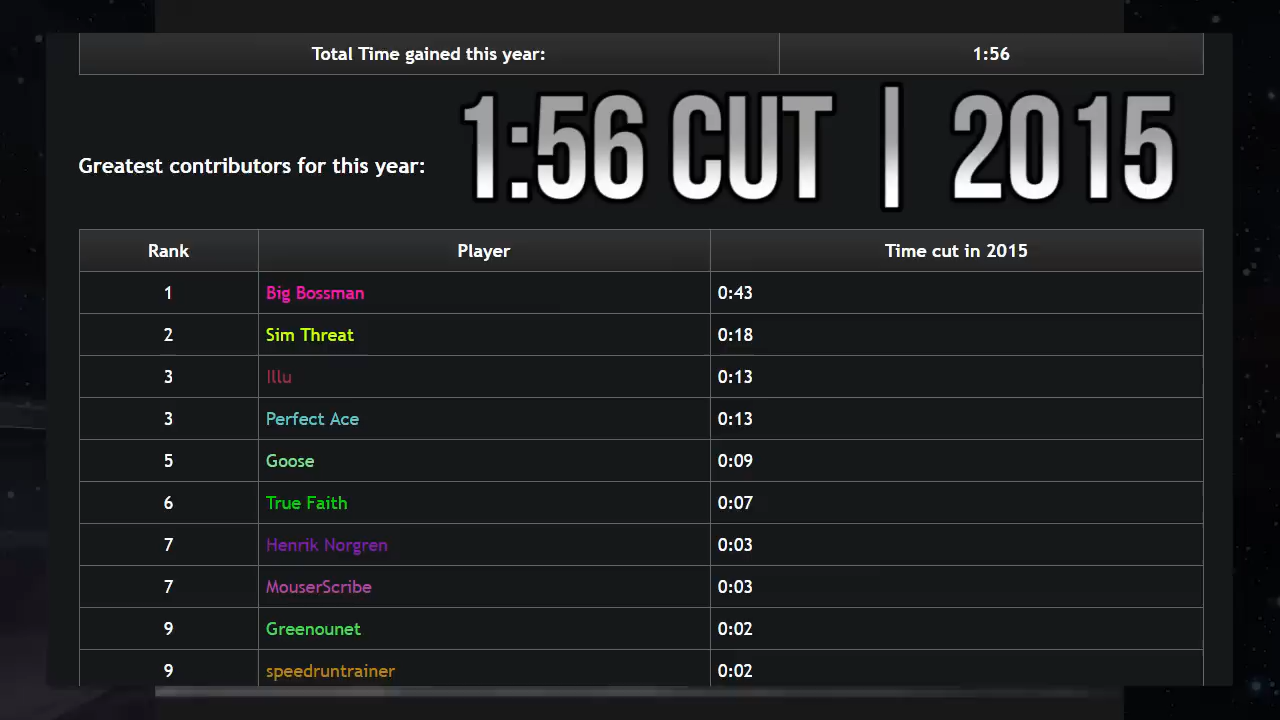 Total Time gained this year: 1:56
1:56 CUT | 2015
Greatest contributors for this year:
Rank Player Time cut in 2015
1 Big Bossman 0:43
2 Sim Threat 0:18
3 Illu 0:13
3 Perfect Ace 0:13
5 Goose 0:09
6 True Faith 0:07
7 Henrik Norgren 0:03
7 MouserScribe 0:03
9 Greenounet 0:02
9 speedruntrainer 0:02